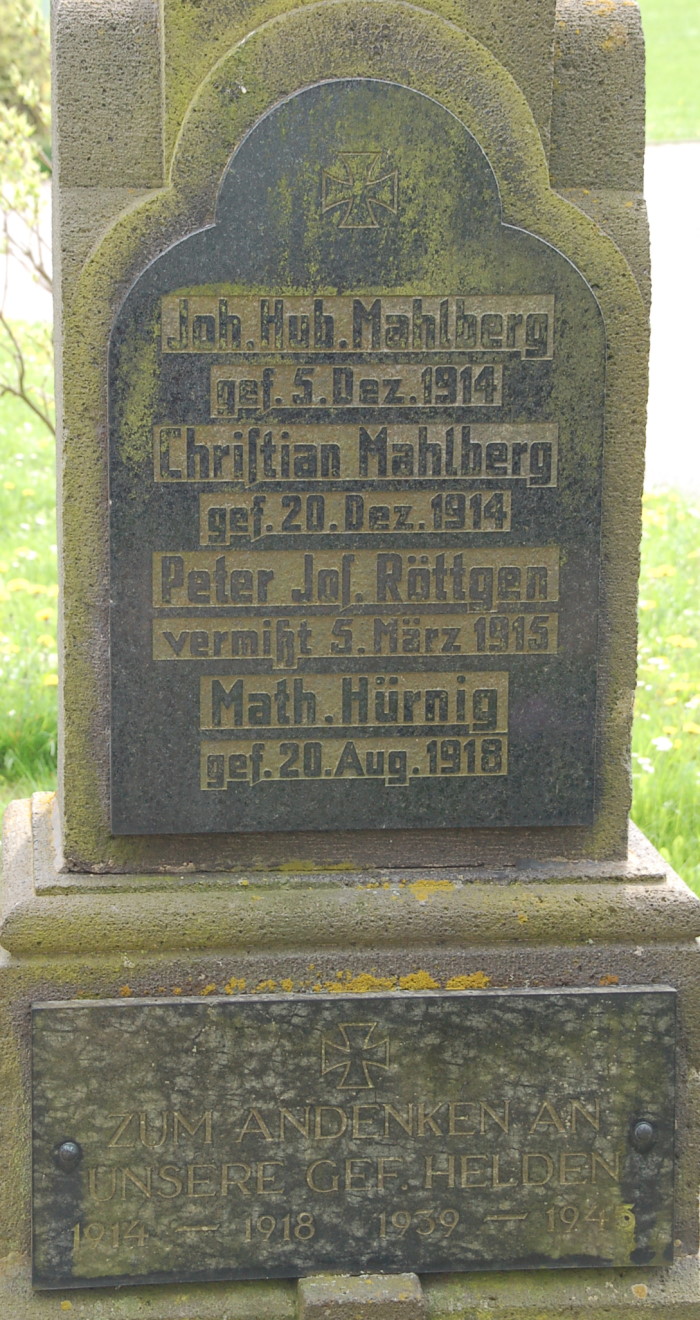 Joh. Hub. Mahlberg
gef. 5. Dez. 1914
Chriſtian Mahlberg
gef. 20. Dez. 1914
Peter Joſ. Röttgen
vermißt 5. März 1915
Math. Hürnig
gef. 20. Aug. 1918
ZUM ANDENKEN AN
UNSERE GEF. HELDEN
1914 — 1918 1939 — 1945